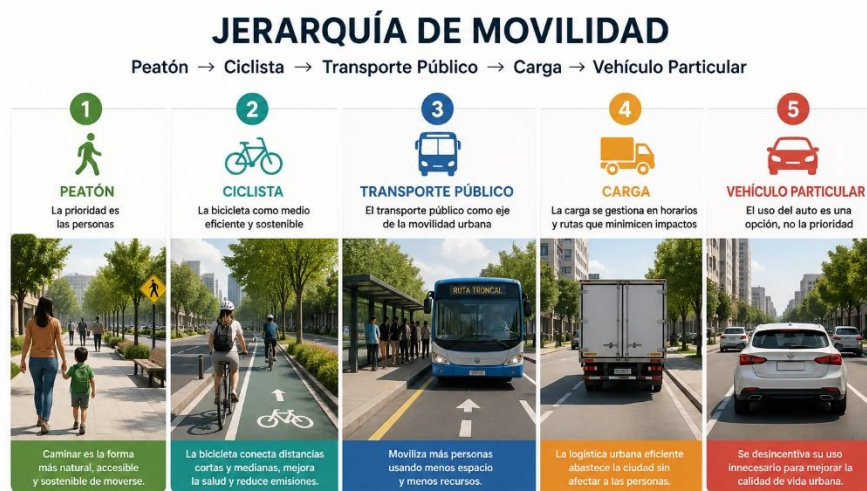 JERARQUÍA DE MOVILIDAD
Peatón → Ciclista → Transporte Público → Carga → Vehículo Particular
1
PEATÓN
La prioridad es
las personas
Caminar es la forma
más natural, accesible
y sostenible de moverse.
2
CICLISTA
La bicicleta como medio
eficiente y sostenible
La bicicleta conecta distancias
cortas y medianas, mejora
la salud y reduce emisiones.
3
TRANSPORTE PÚBLICO
El transporte público como eje
de la movilidad urbana
RUTA TRONCAL
Moviliza más personas
usando menos espacio
y menos recursos.
4
CARGA
La carga se gestiona en horarios
y rutas que minimicen impactos
La logística urbana eficiente
abastece la ciudad sin
afectar a las personas.
5
VEHÍCULO PARTICULAR
El uso del auto es una
opción, no la prioridad
Se desincentiva su uso
innecesario para mejorar la
calidad de vida urbana.